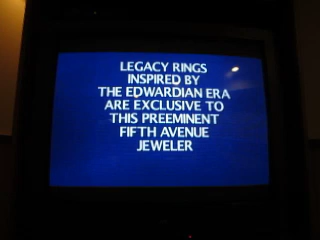 LEGACY RINGS
INSPIRED BY
THE EDWARDIAN ERA
ARE EXCLUSIVE TO
THIS PREEMINENT
FIFTH AVENUE
JEWELER